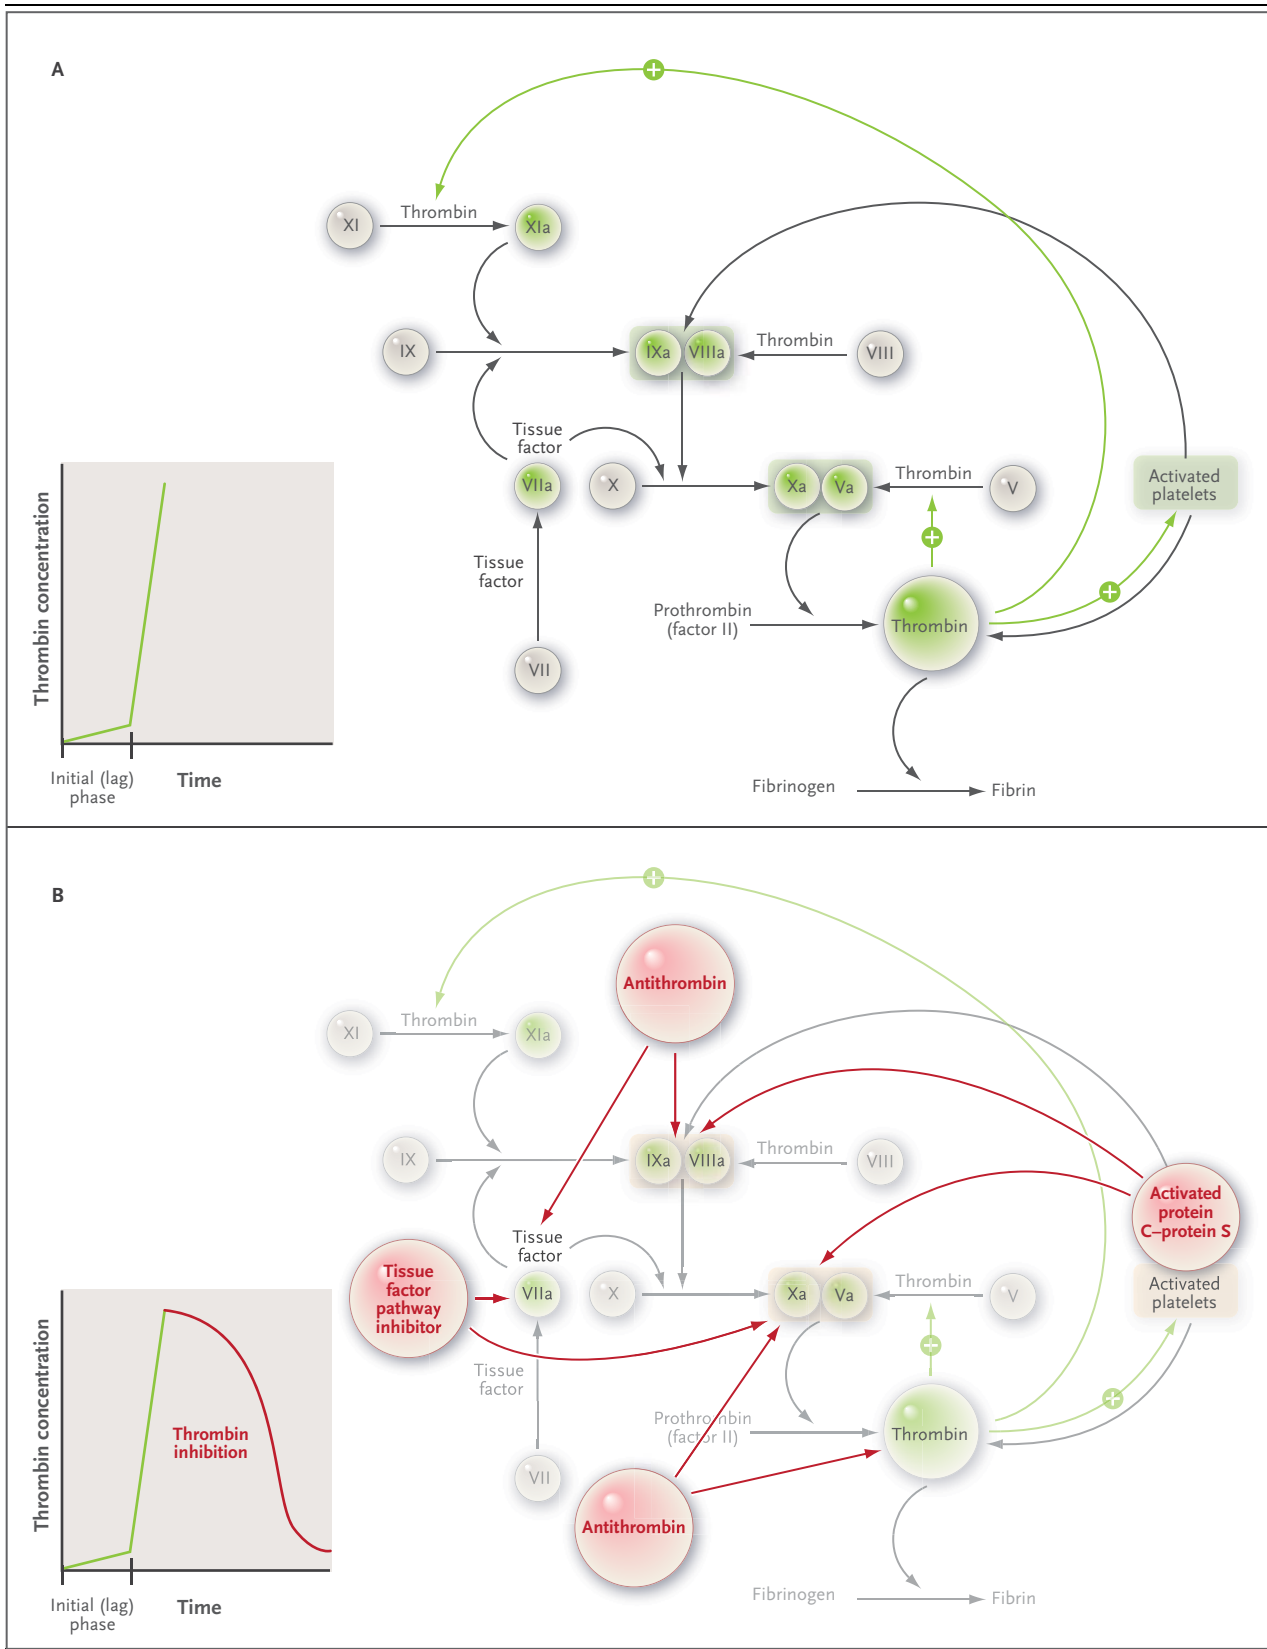 A
XI
Thrombin
XIa
IX
IXa
VIIIa
Thrombin
VIII
Tissue
factor
VIIa
X
Xa
Va
Thrombin
V
Activated
platelets
Tissue
factor
Prothrombin
(factor II)
Thrombin
VII
Fibrinogen
Fibrin
Thrombin concentration
Initial (lag)
phase
Time
B
Antithrombin
XI
Thrombin
XIa
IX
IXa
VIIIa
Thrombin
VIII
Activated
protein
C–protein S
Tissue
factor
Tissue
factor
pathway
inhibitor
VIIa
X
Xa
Va
Thrombin
V
Activated
platelets
Tissue
factor
Prothrombin
(factor II)
Thrombin
VII
Antithrombin
Fibrinogen
Fibrin
Thrombin concentration
Thrombin
inhibition
Initial (lag)
phase
Time